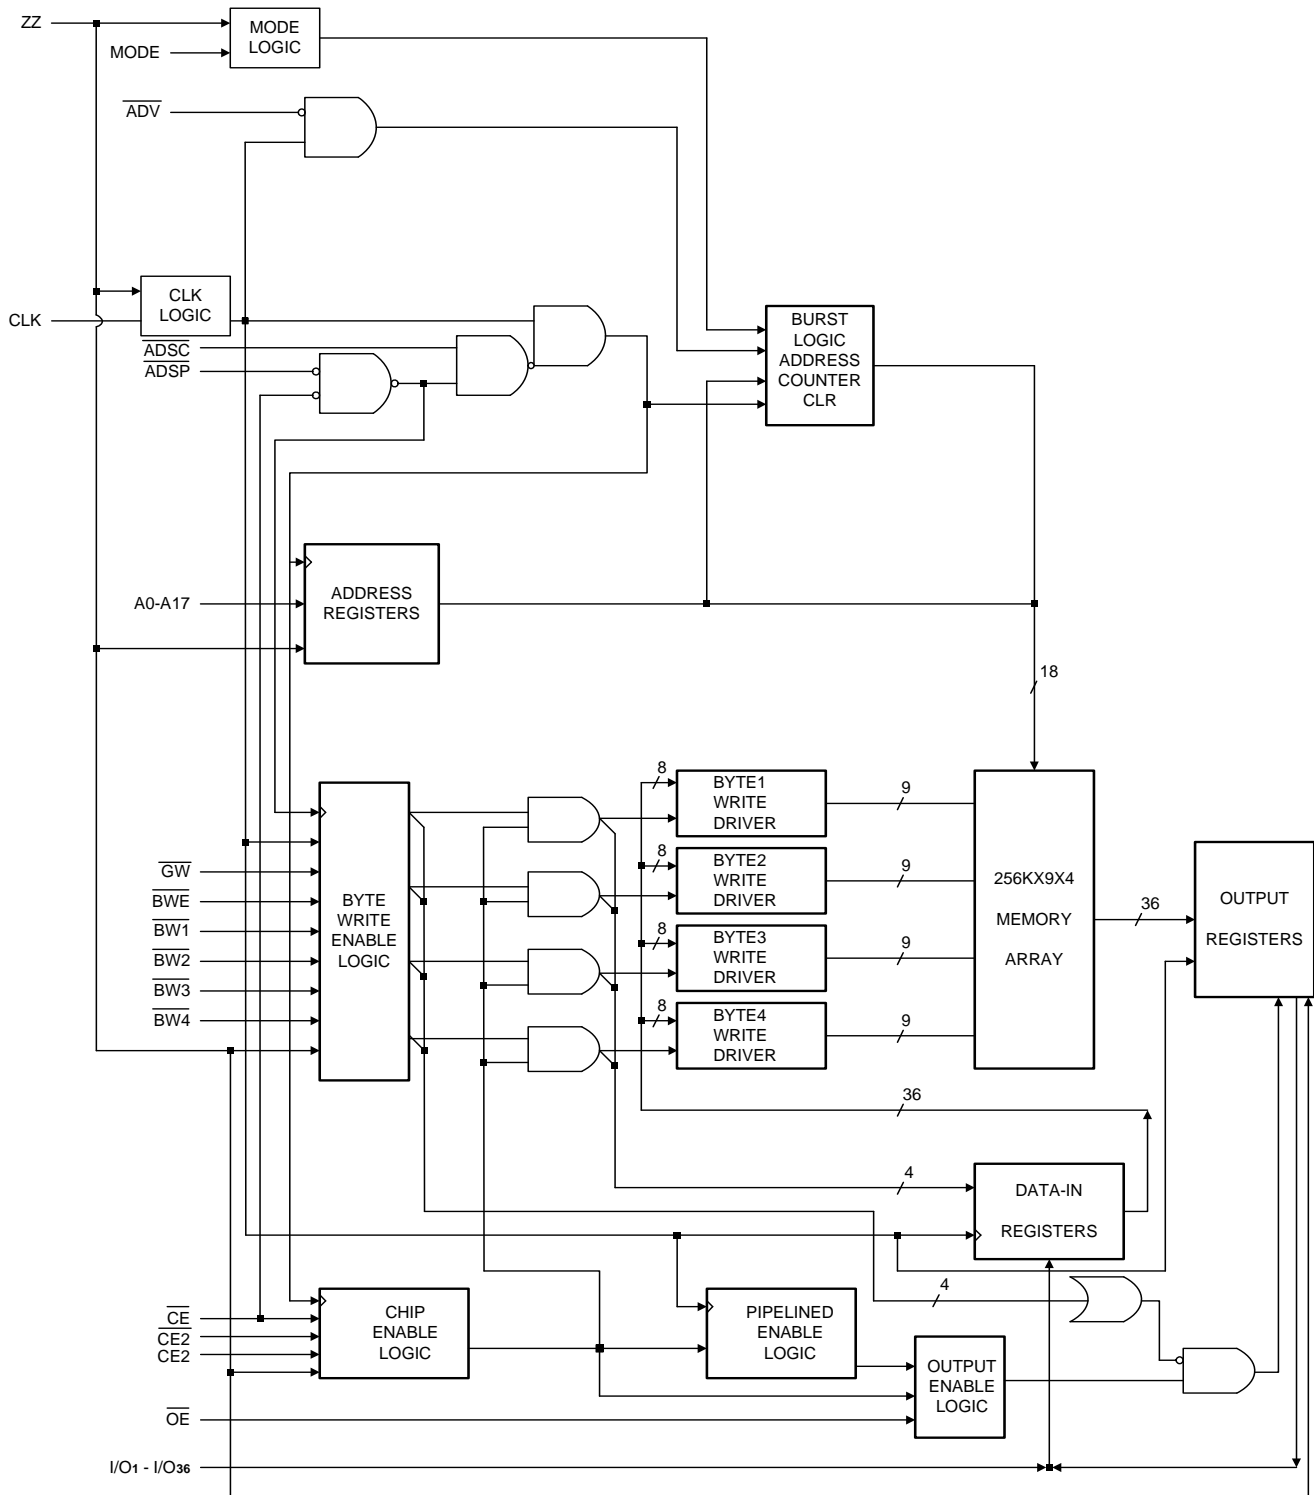 ZZ
MODE
LOGIC
MODE
ADV
CLK
LOGIC
CLK
ADSC
ADSP
BURST
LOGIC
ADDRESS
COUNTER
CLR
A0-A17
ADDRESS
REGISTERS
18
8
BYTE1
WRITE
DRIVER
9
8
BYTE2
WRITE
DRIVER
9
8
BYTE3
WRITE
DRIVER
9
8
BYTE4
WRITE
DRIVER
9
GW
BWE
BW1
BW2
BW3
BW4
BYTE
WRITE
ENABLE
LOGIC
256KX9X4
MEMORY
ARRAY
36
OUTPUT
REGISTERS
36
4
DATA-IN
REGISTERS
4
CE
CE2
CE2
CHIP
ENABLE
LOGIC
PIPELINED
ENABLE
LOGIC
OUTPUT
ENABLE
LOGIC
OE
I/O1 - I/O36